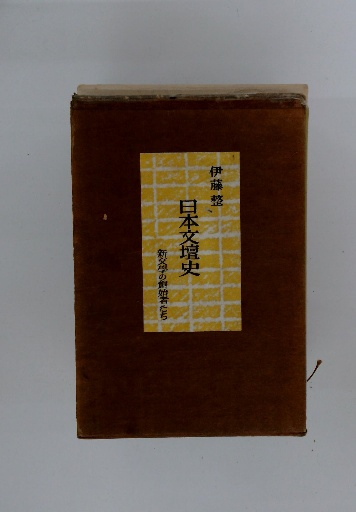 伊藤 整
日本文壇史
新文学の創始者たち